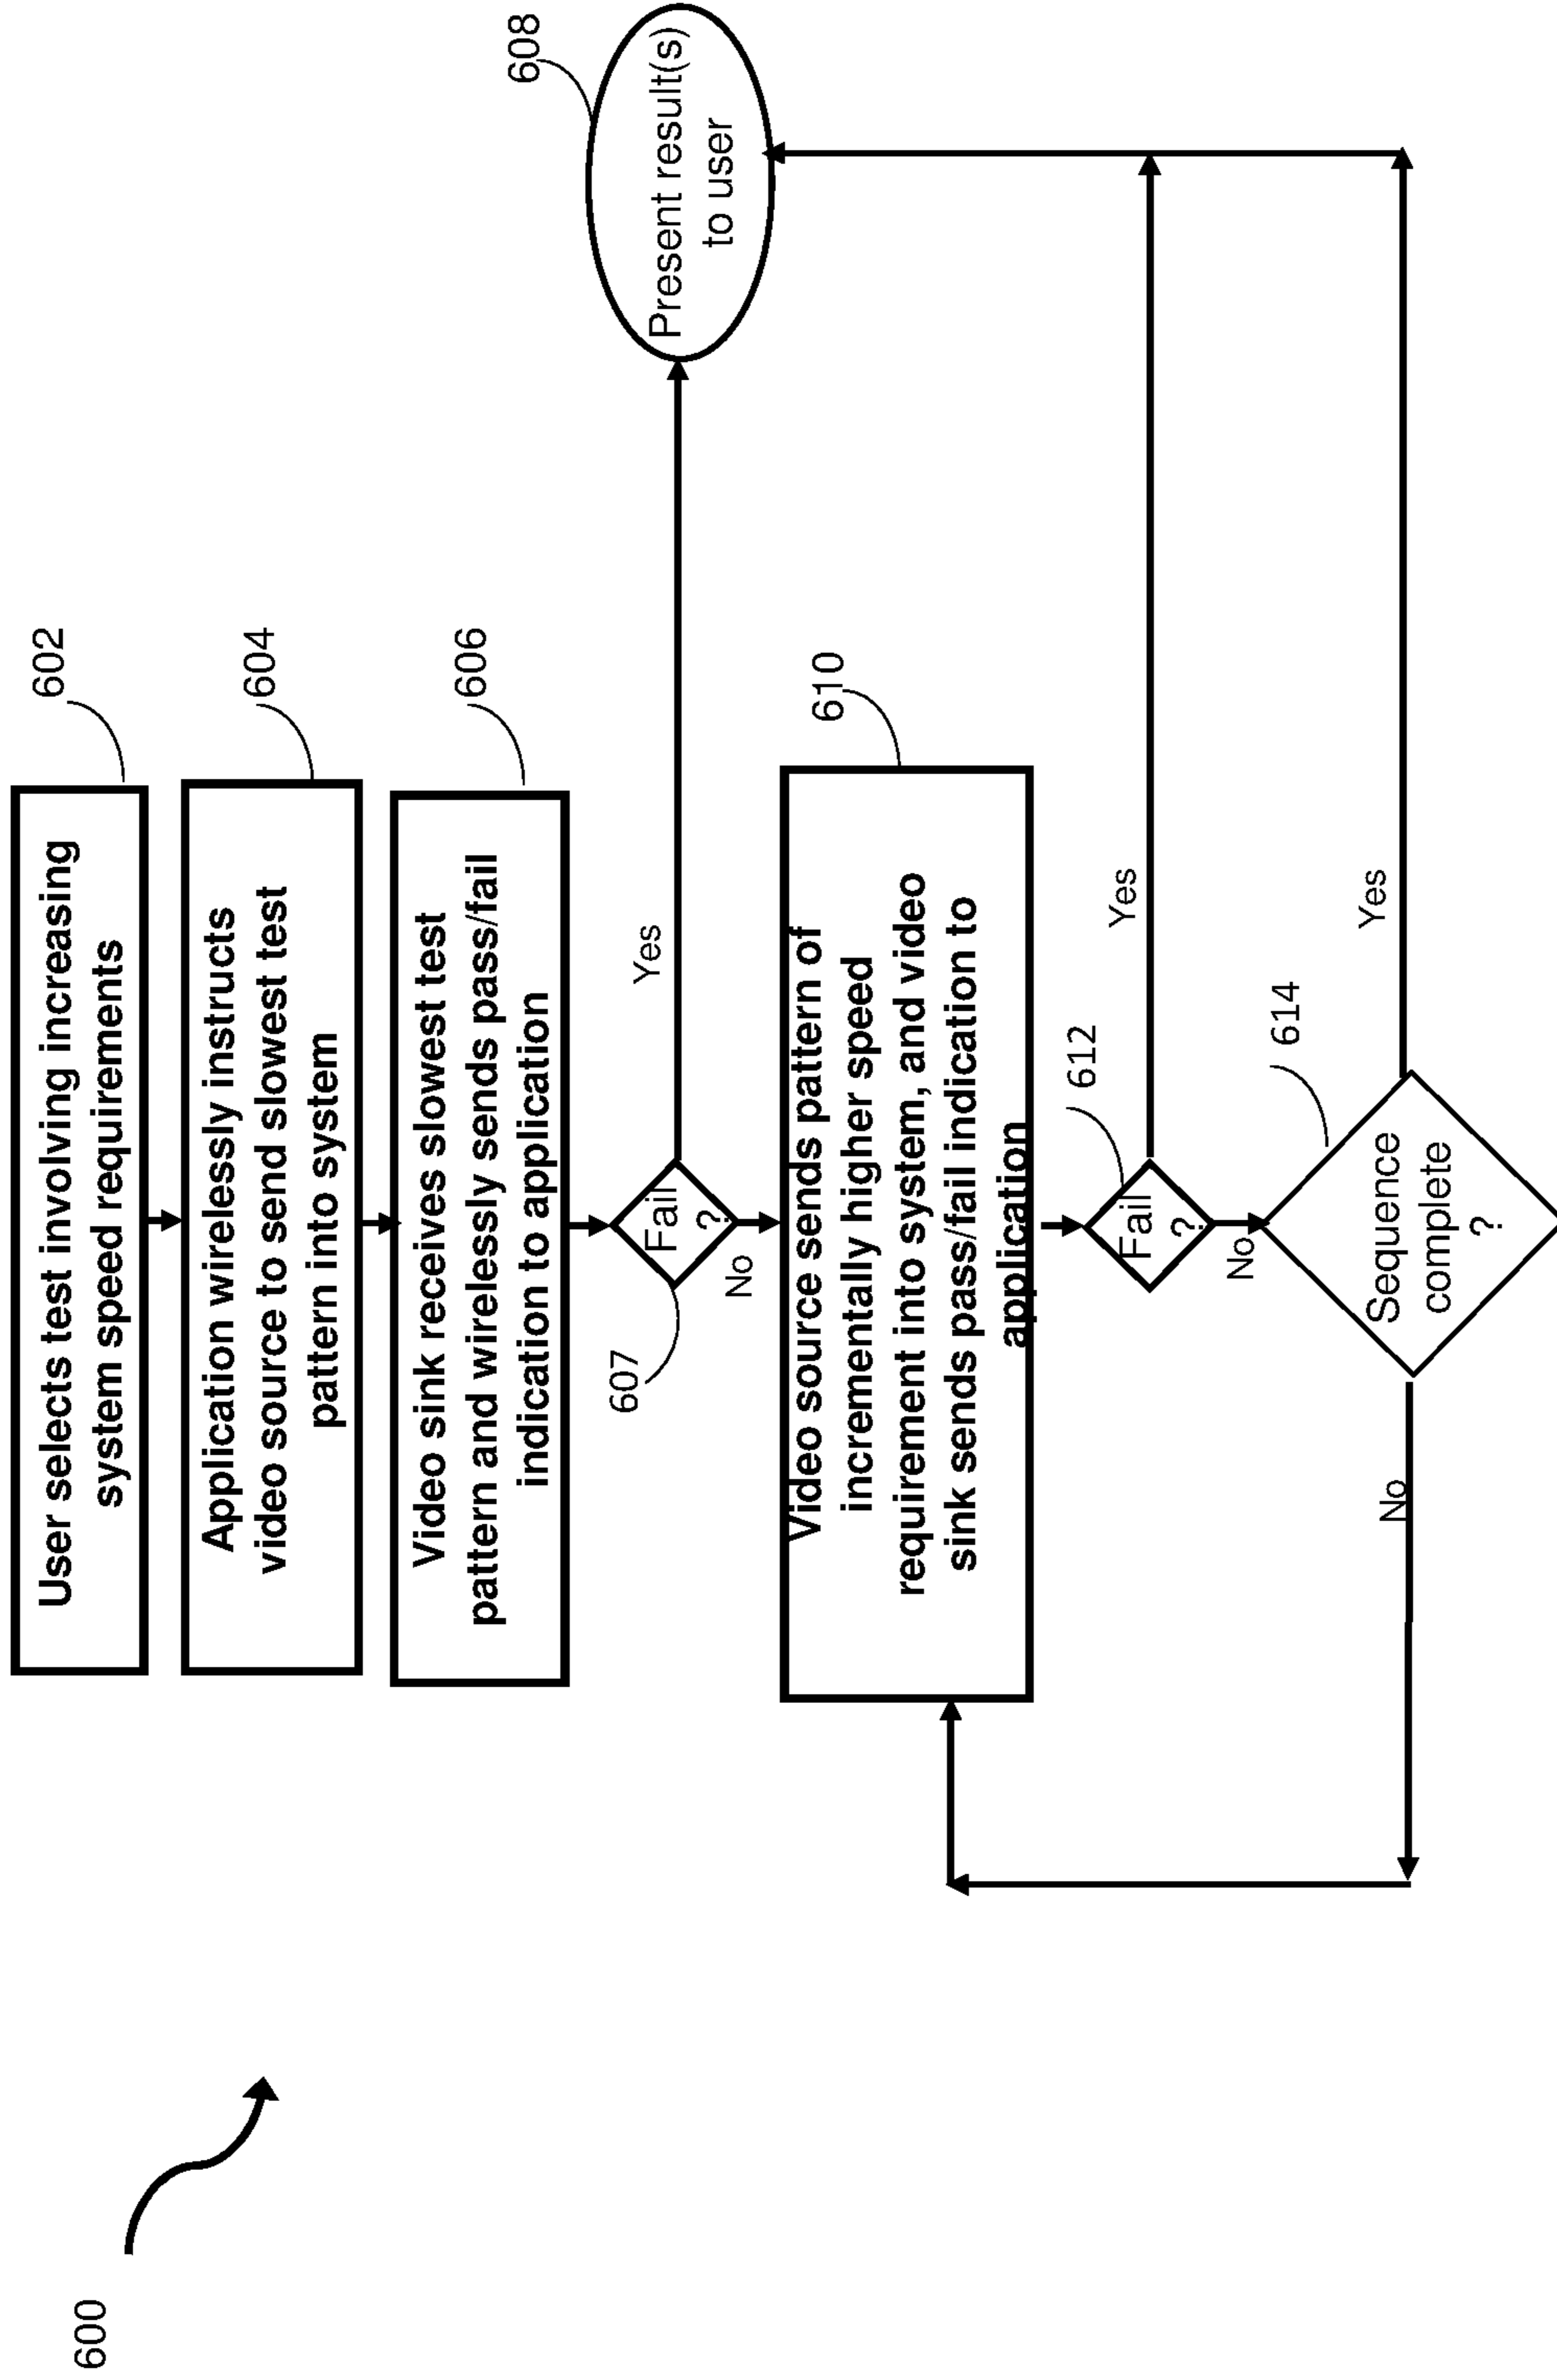 600
602
User selects test involving increasing
system speed requirements
604
Application wirelessly instructs
video source to send slowest test
pattern into system
606
Video sink receives slowest test
pattern and wirelessly sends pass/fail
indication to application
607
Fail
?
Yes
No
608
Present result(s)
to user
610
Video source sends pattern of
incrementally higher speed
requirement into system, and video
sink sends pass/fail indication to
application
612
Fail
?
Yes
No
614
Sequence
complete
?
Yes
No